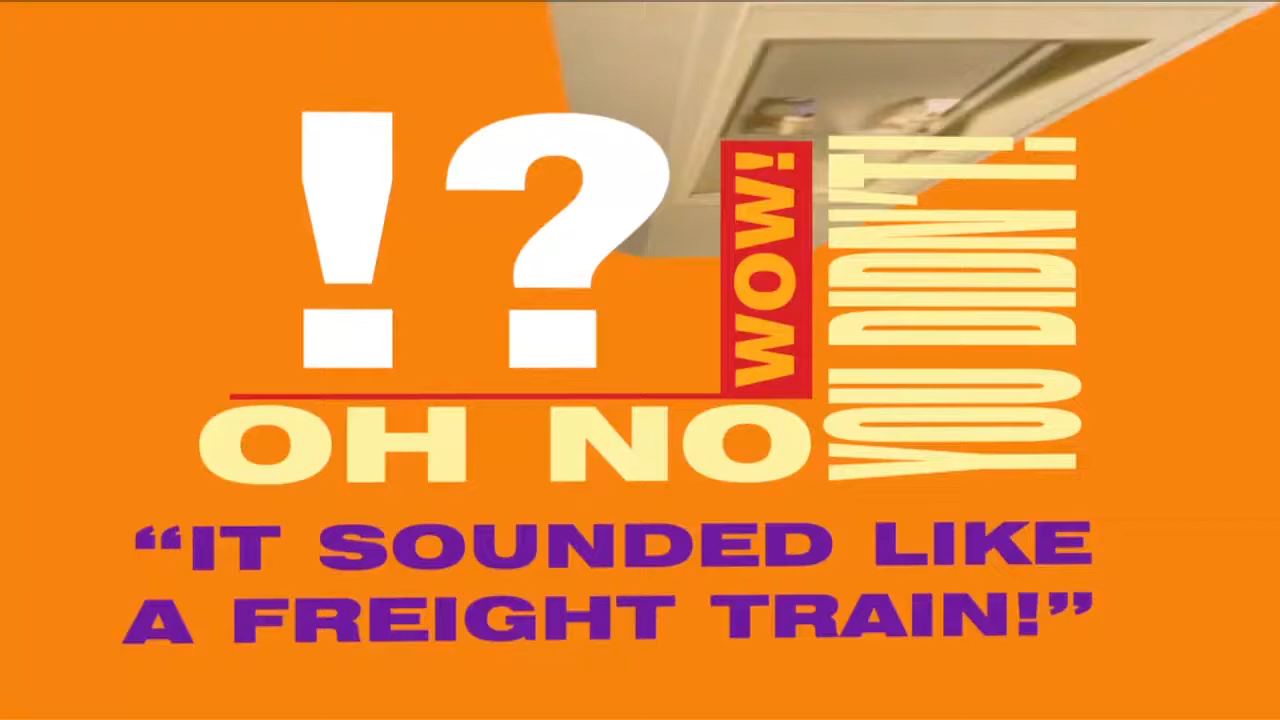 !?
WOW!
YOU DIDN'T!
OH NO
“IT SOUNDED LIKE
A FREIGHT TRAIN!”